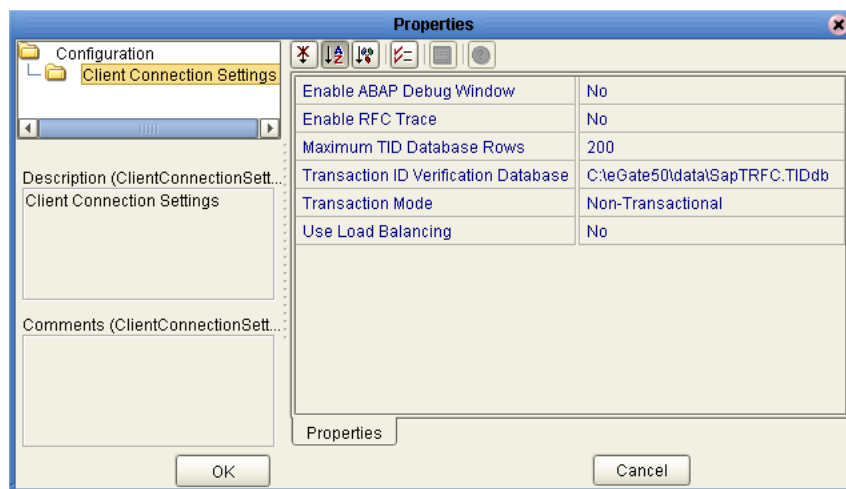 Properties
Configuration
Client Connection Settings
Description (ClientConnectionSett...
Client Connection Settings
Comments (ClientConnectionSett...
Enable ABAP Debug Window No
Enable RFC Trace No
Maximum TID Database Rows 200
Transaction ID Verification Database C:\eGate50\data\SapTRFC.TIDdb
Transaction Mode Non-Transactional
Use Load Balancing No
Properties
OK Cancel